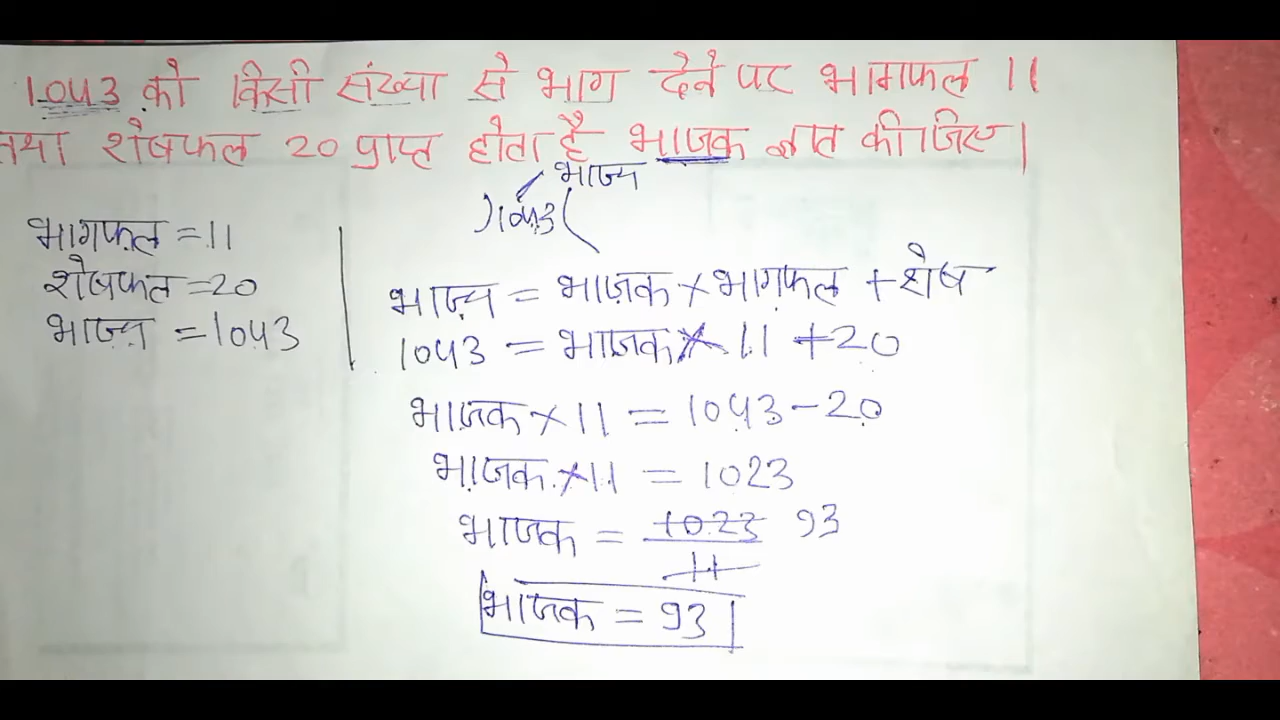 1043 को किसी संख्या से भाग देने पर भागफल 11
तथा शेषफल 20 प्राप्त होता है भाजक ज्ञात कीजिए।
भाज्य
)1043(
भागफल = 11
शेषफल = 20
भाज्य = 1043
भाज्य = भाजक × भागफल + शेष
1043 = भाजक × 11 + 20
भाजक × 11 = 1043 - 20
भाजक × 11 = 1023
भाजक = 1023 93
11
भाजक = 93